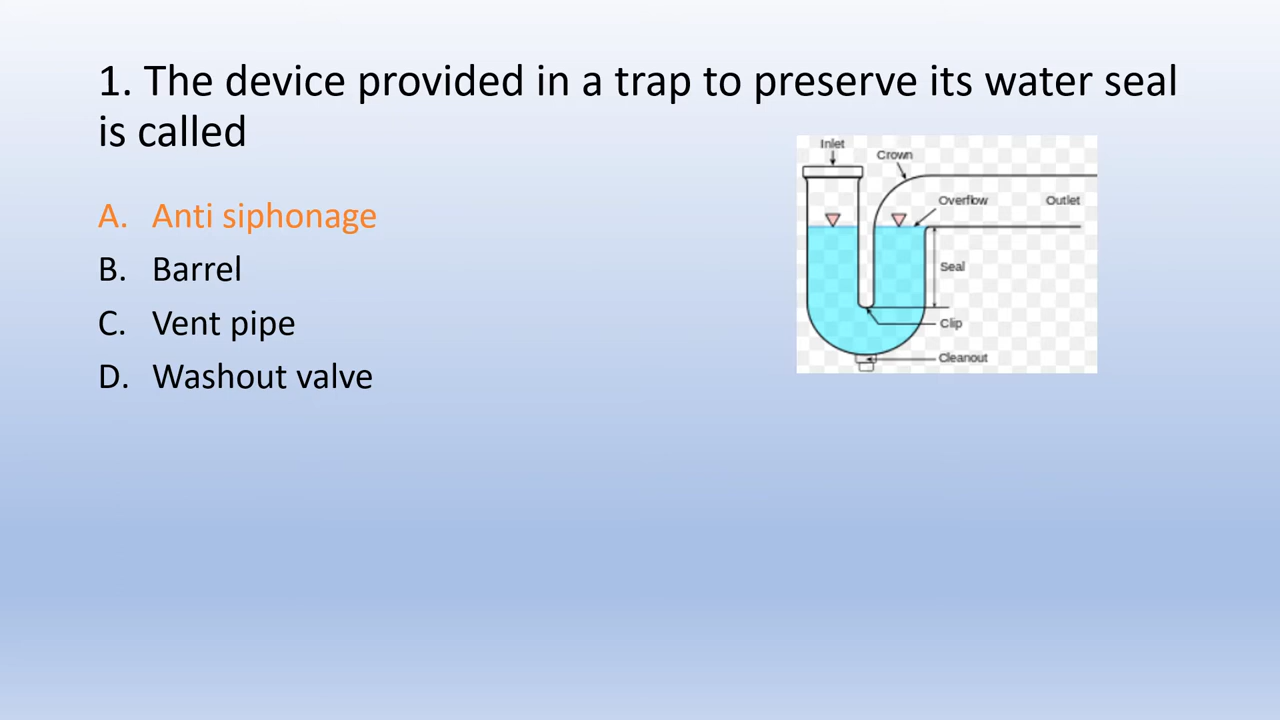 1. The device provided in a trap to preserve its water seal
is called
A. Anti siphonage
B. Barrel
C. Vent pipe
D. Washout valve
Inlet
Crown
Overflow
Outlet
Seal
Clip
Cleanout